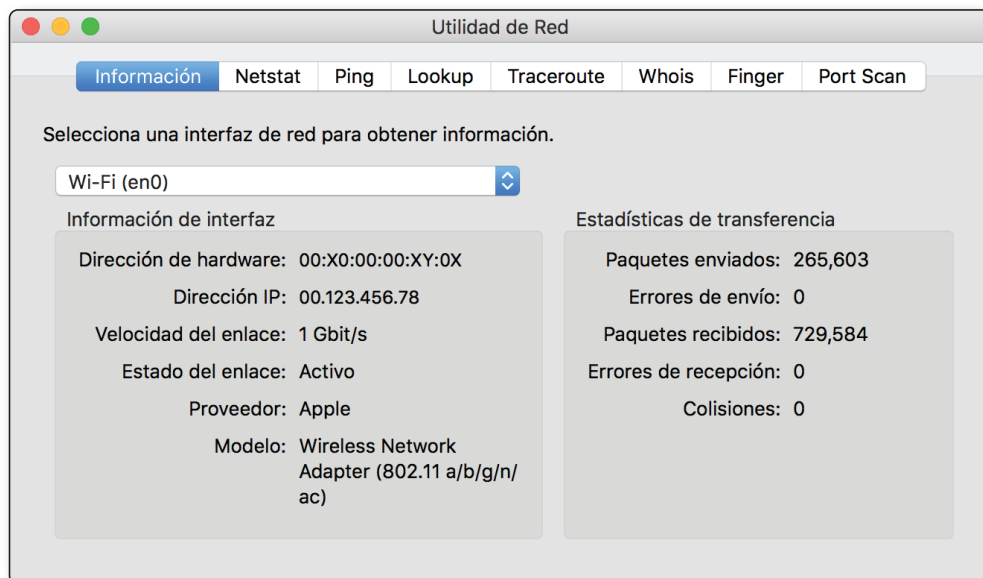 Utilidad de Red
Información Netstat Ping Lookup Traceroute Whois Finger Port Scan
Selecciona una interfaz de red para obtener información.
Wi-Fi (en0)
Información de interfaz
Dirección de hardware: 00:X0:00:00:XY:0X
Dirección IP: 00.123.456.78
Velocidad del enlace: 1 Gbit/s
Estado del enlace: Activo
Proveedor: Apple
Modelo: Wireless Network
Adapter (802.11 a/b/g/n/
ac)
Estadísticas de transferencia
Paquetes enviados: 265,603
Errores de envío: 0
Paquetes recibidos: 729,584
Errores de recepción: 0
Colisiones: 0